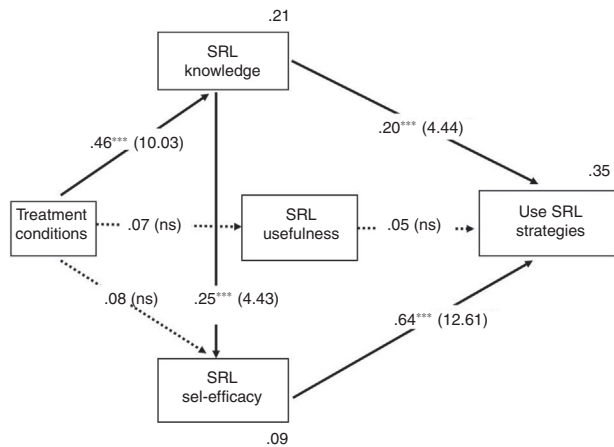 .21
SRL
knowledge
.46*** (10.03)
.20*** (4.44)
.35
Treatment
conditions
.07 (ns)
SRL
usefulness
.05 (ns)
Use SRL
strategies
.08 (ns)
.25*** (4.43)
.64*** (12.61)
SRL
sel-efficacy
.09